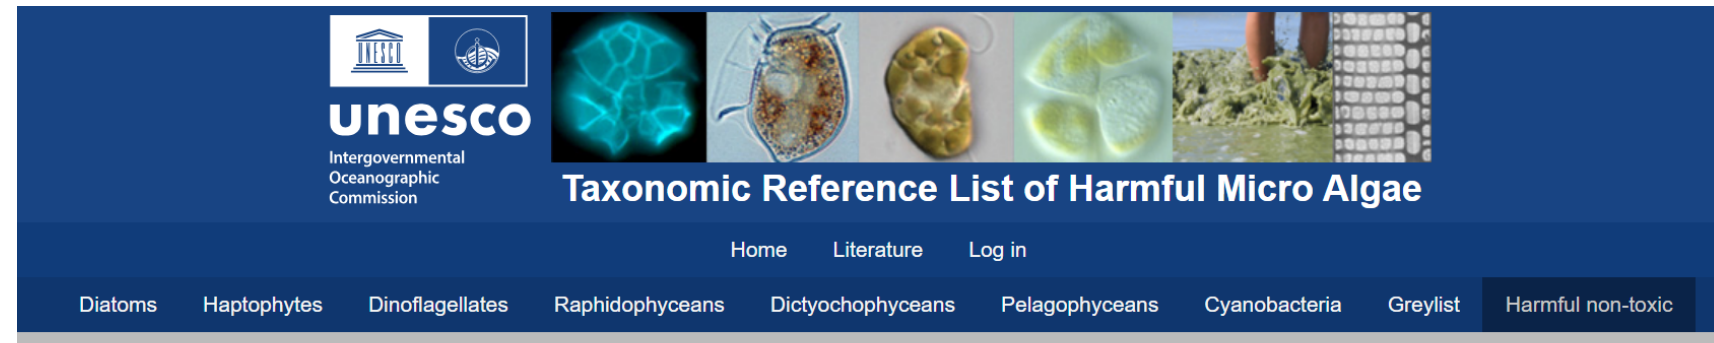 UNESCO
unesco
Intergovernmental
Oceanographic
Commission
Taxonomic Reference List of Harmful Micro Algae
Home Literature Log in
Diatoms Haptophytes Dinoflagellates Raphidophyceans Dictyochophyceans Pelagophyceans Cyanobacteria Greylist Harmful non-toxic